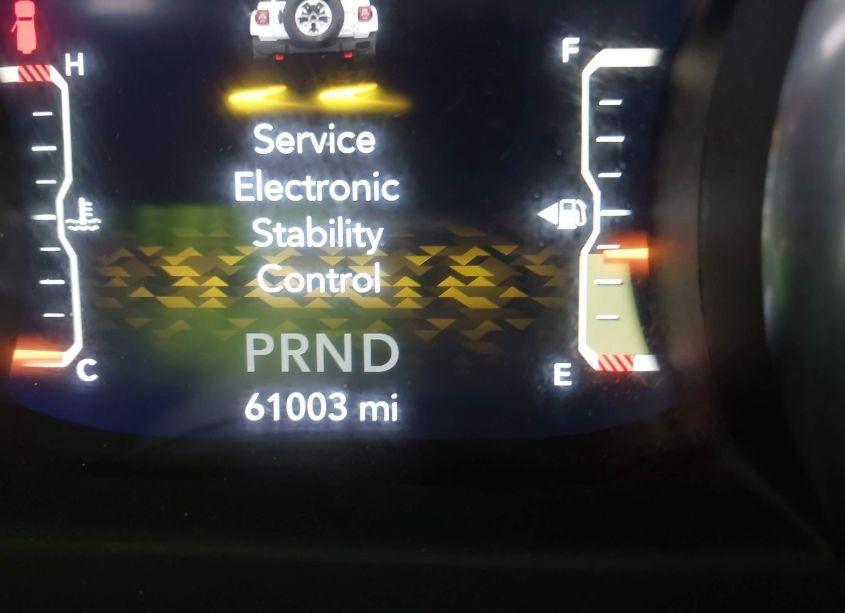 H
F
Service
Electronic
Stability
Control
PRND
C
E
61003 mi